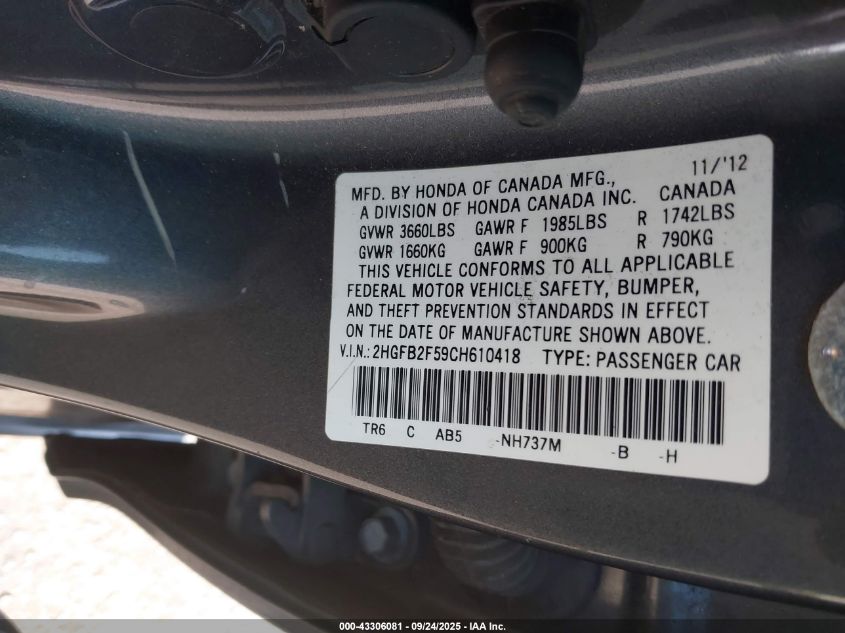 11/'12
MFD. BY HONDA OF CANADA MFG.,
A DIVISION OF HONDA CANADA INC. CANADA
GVWR 3660LBS GAWR F 1985LBS R 1742LBS
GVWR 1660KG GAWR F 900KG R 790KG
THIS VEHICLE CONFORMS TO ALL APPLICABLE
FEDERAL MOTOR VEHICLE SAFETY, BUMPER,
AND THEFT PREVENTION STANDARDS IN EFFECT
ON THE DATE OF MANUFACTURE SHOWN ABOVE.
V.I.N.: 2HGFB2F59CH610418 TYPE: PASSENGER CAR
TR6 C AB5 -NH737M -B -H
000-43306081 - 09/24/2025 - IAA Inc.